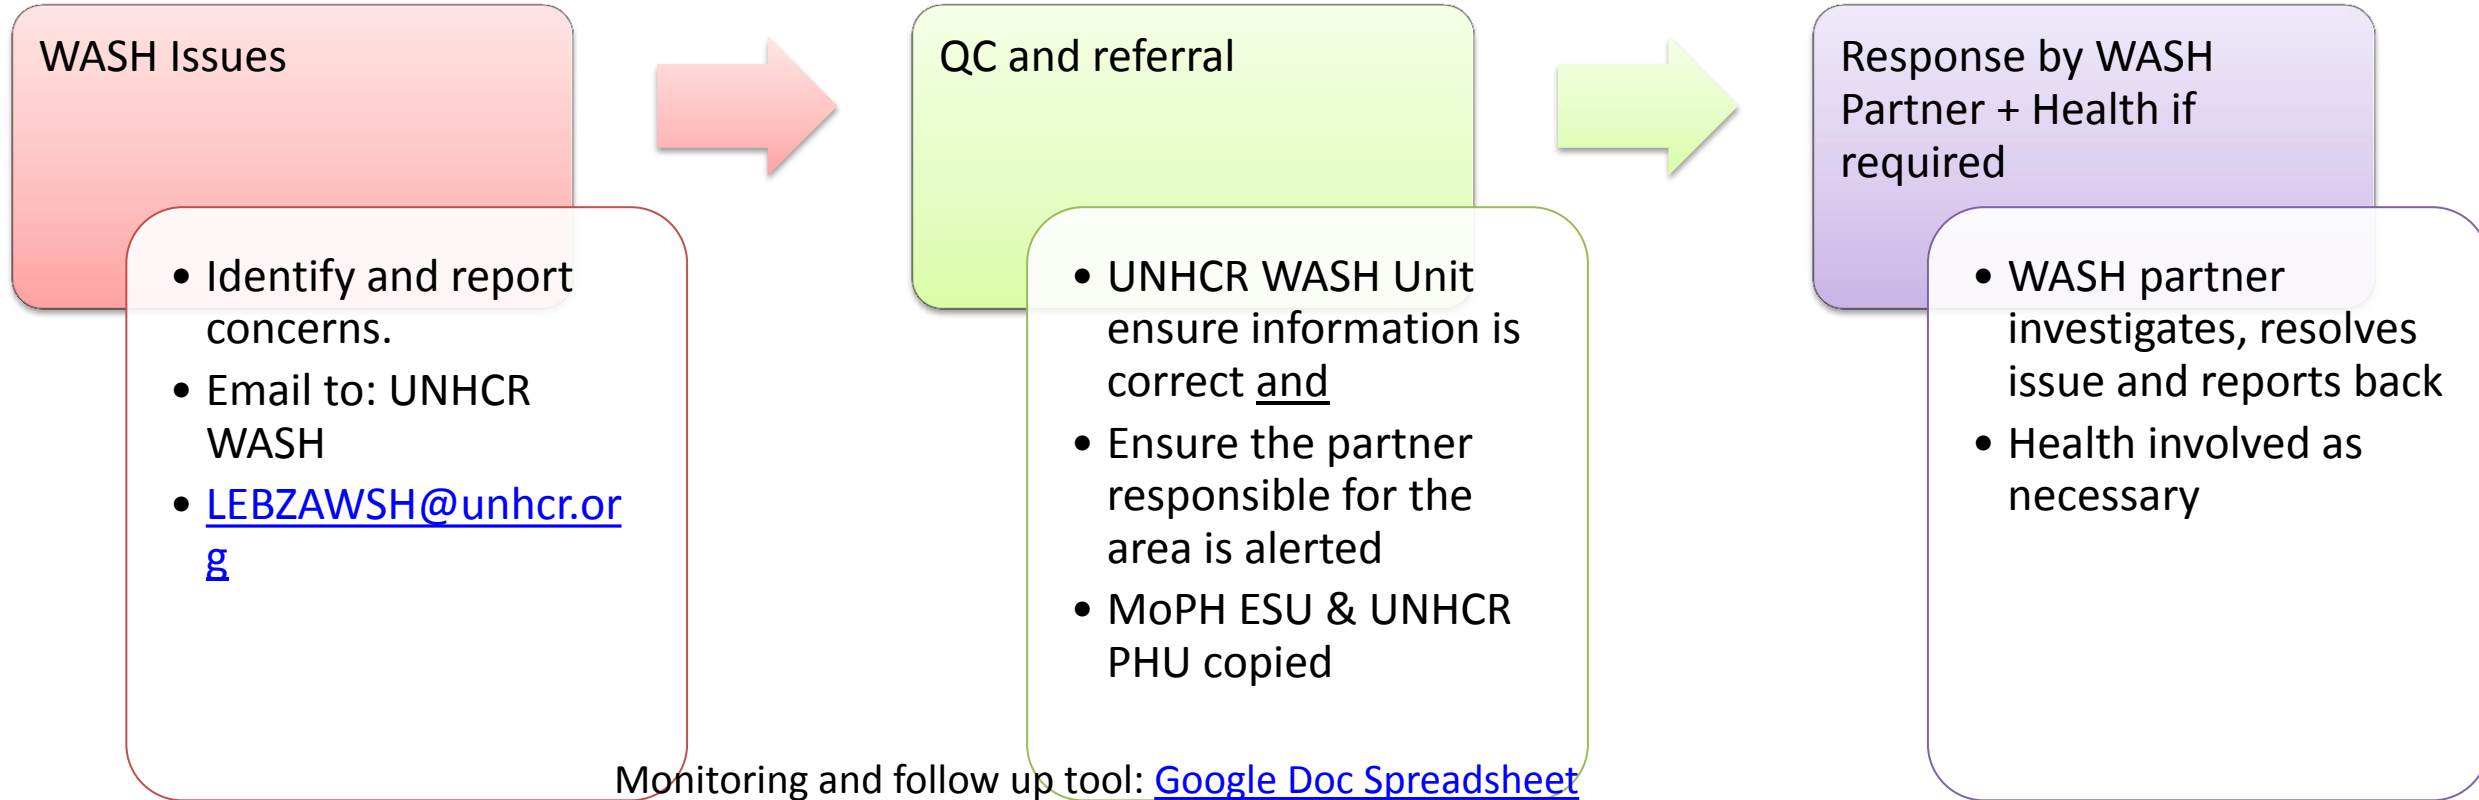 WASH Issues
• Identify and report
concerns.
• Email to: UNHCR
WASH
• LEBZAWSH@unhcr.or
g
QC and referral
• UNHCR WASH Unit
ensure information is
correct and
• Ensure the partner
responsible for the
area is alerted
• MoPH ESU & UNHCR
PHU copied
Response by WASH
Partner + Health if
required
• WASH partner
investigates, resolves
issue and reports back
• Health involved as
necessary
Monitoring and follow up tool: Google Doc Spreadsheet